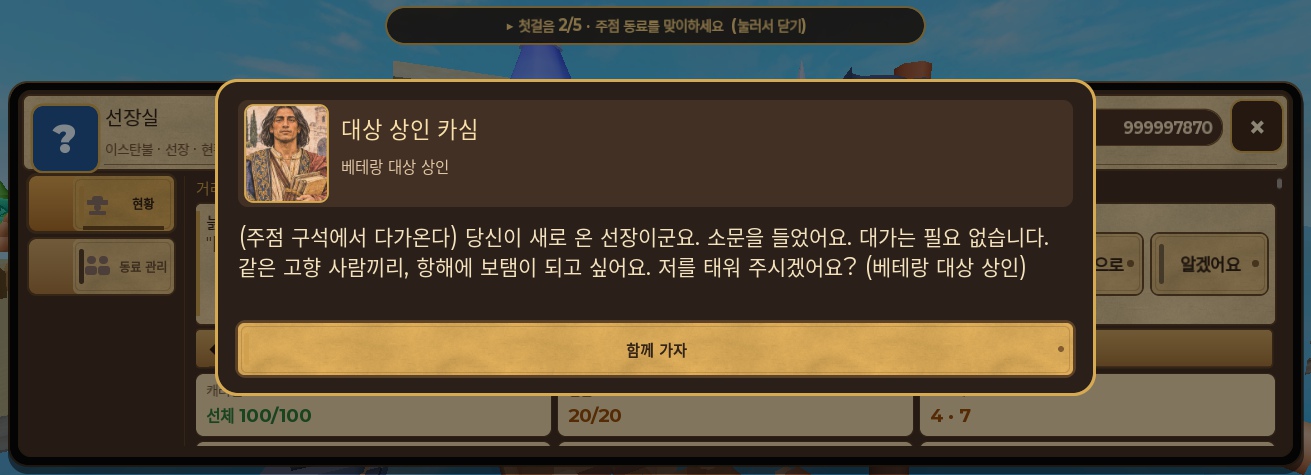 ▸ 첫걸음 2/5 · 주점 동료를 맞이하세요 (눌러서 닫기)
?
선장실
이스탄불 · 선장 ·
999997870
×
대상 상인 카심
베테랑 대상 상인
현황
동료 관리
(주점 구석에서 다가온다) 당신이 새로 온 선장이군요. 소문을 들었어요. 대가는 필요 없습니다.
같은 고향 사람끼리, 항해에 보탬이 되고 싶어요. 저를 태워 주시겠어요? (베테랑 대상 상인)
으로
알겠어요
함께 가자
선체 100/100
20/20
4 · 7